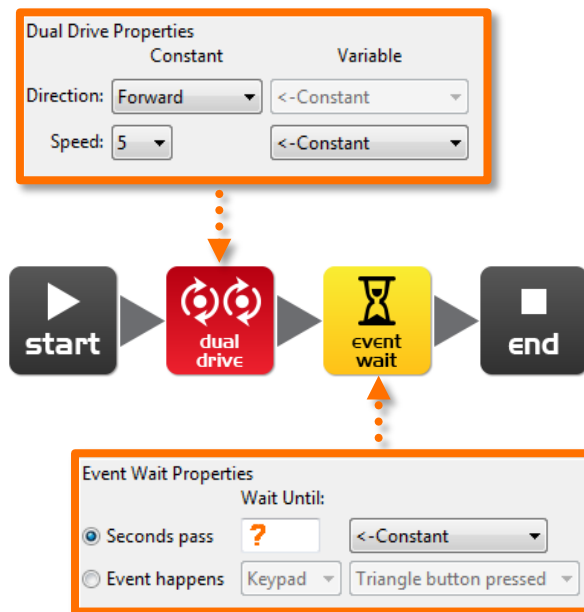 Dual Drive Properties
Constant Variable
Direction: Forward <-Constant
Speed: 5 <-Constant
start
dual
drive
event
wait
end
Event Wait Properties
Wait Until:
Seconds pass ? <-Constant
Event happens Keypad Triangle button pressed